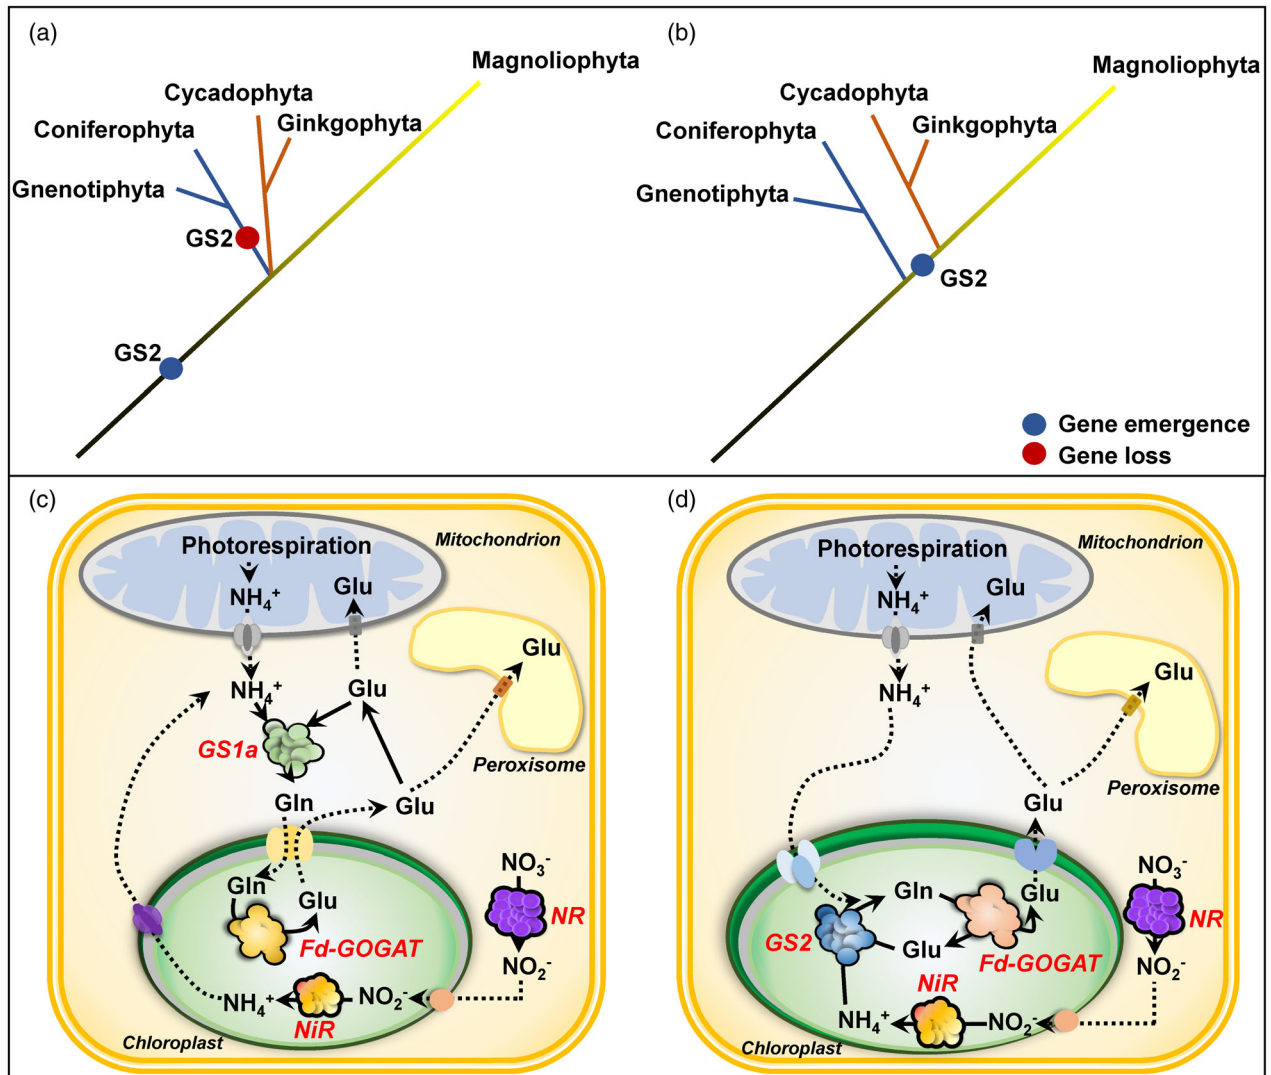 (a)
Magnoliophyta
Cycadophyta
Ginkgophyta
Coniferophyta
Gnenotiphyta
GS2
GS2
(b)
Magnoliophyta
Cycadophyta
Ginkgophyta
Coniferophyta
Gnenotiphyta
GS2
Gene emergence
Gene loss
(c)
Mitochondrion
Photorespiration
NH₄⁺
Glu
Glu
NH₄⁺
Glu
GS1a
Peroxisome
Gln
Glu
NO₃⁻
Gln
Glu
NR
Fd-GOGAT
NO₂⁻
NH₄⁺
NO₂⁻
NiR
Chloroplast
(d)
Mitochondrion
Photorespiration
NH₄⁺
Glu
Glu
NH₄⁺
Peroxisome
Glu
NO₃⁻
Gln
Glu
NR
GS2
Glu
Fd-GOGAT
NO₂⁻
NiR
NH₄⁺
NO₂⁻
Chloroplast